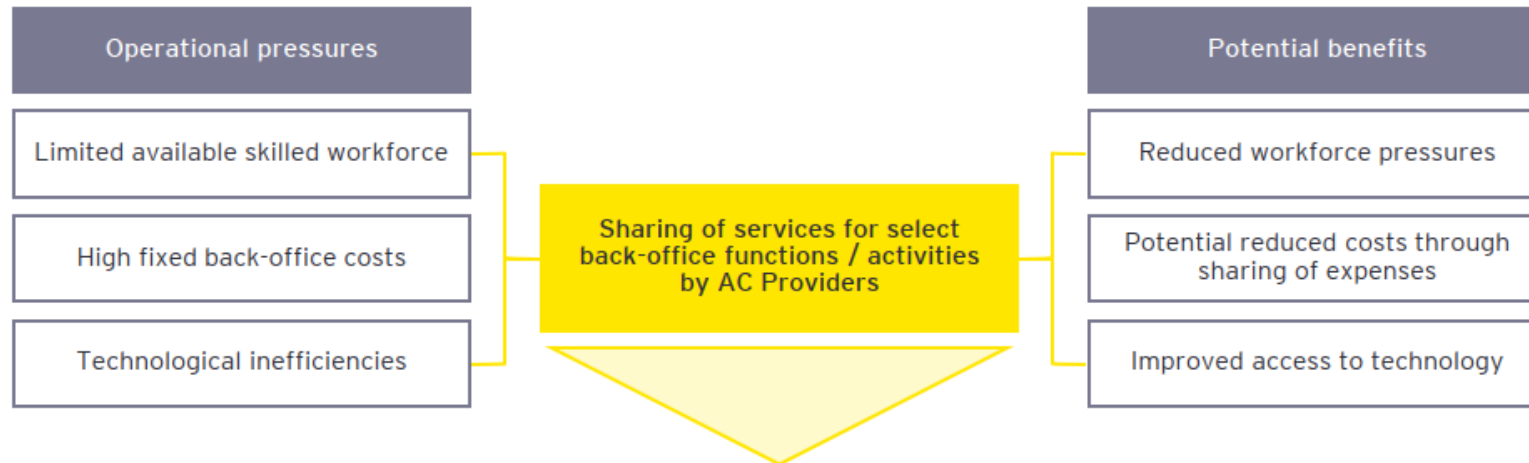 Operational pressures
Limited available skilled workforce
High fixed back-office costs
Technological inefficiencies
Sharing of services for select
back-office functions / activities
by AC Providers
Potential benefits
Reduced workforce pressures
Potential reduced costs through
sharing of expenses
Improved access to technology